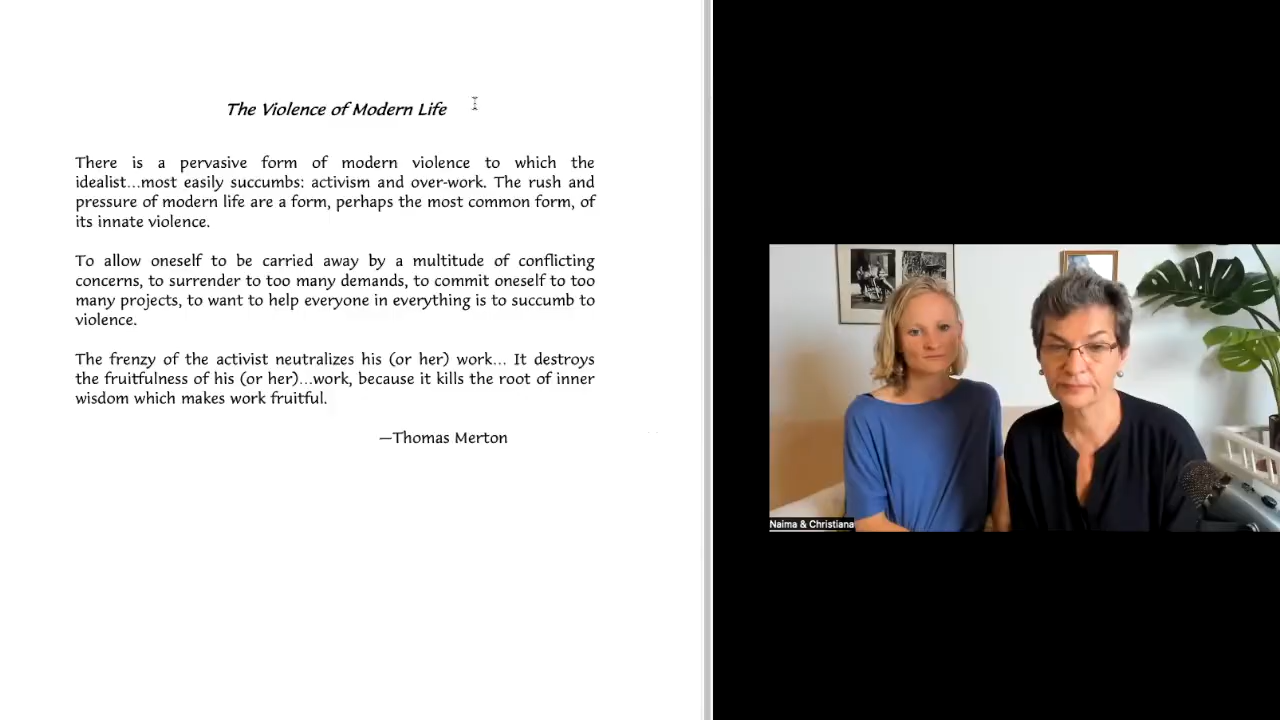 The Violence of Modern Life
There is a pervasive form of modern violence to which the
idealist...most easily succumbs: activism and over-work. The rush and
pressure of modern life are a form, perhaps the most common form, of
its innate violence.
To allow oneself to be carried away by a multitude of conflicting
concerns, to surrender to too many demands, to commit oneself to too
many projects, to want to help everyone in everything is to succumb to
violence.
The frenzy of the activist neutralizes his (or her) work... It destroys
the fruitfulness of his (or her)...work, because it kills the root of inner
wisdom which makes work fruitful.
—Thomas Merton
Naima & Christiana